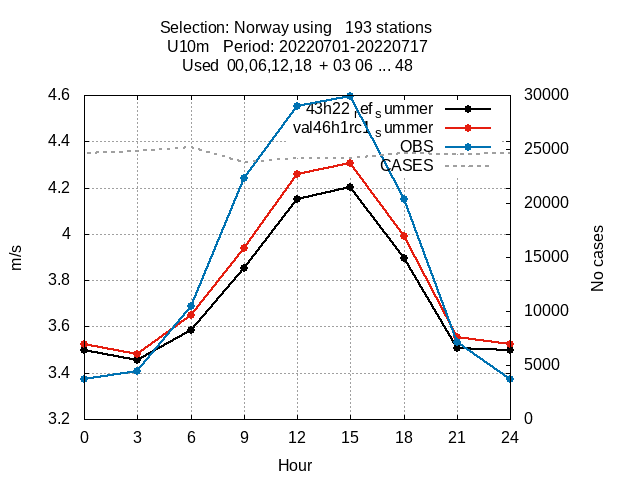 Selection: Norway using 193 stations
U10m Period: 20220701-20220717
Used 00,06,12,18 + 03 06 ... 48
4.6
4.4
4.2
4
3.8
3.6
3.4
3.2
m/s
43h22refsummer
val46h1rc1summer
OBS
CASES
30000
25000
20000
15000
10000
5000
0
No cases
0 3 6 9 12 15 18 21 24
Hour